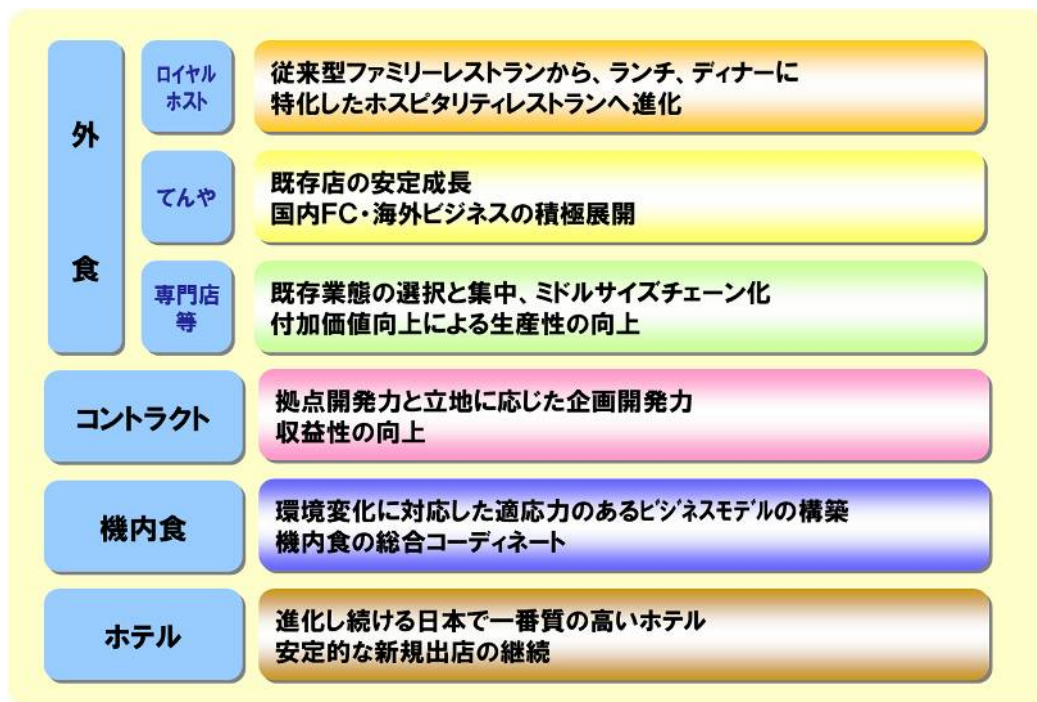 外食
ロイヤル
ホスト
従来型ファミリーレストランから、ランチ、ディナーに
特化したホスピタリティレストランへ進化
てんや
既存店の安定成長
国内FC・海外ビジネスの積極展開
専門店
等
既存業態の選択と集中、ミドルサイズチェーン化
付加価値向上による生産性の向上
コントラクト
拠点開発力と立地に応じた企画開発力
収益性の向上
機内食
環境変化に対応した適応力のあるﾋﾞｼﾞﾈｽﾓﾃﾞﾙの構築
機内食の総合コーディネート
ホテル
進化し続ける日本で一番質の高いホテル
安定的な新規出店の継続